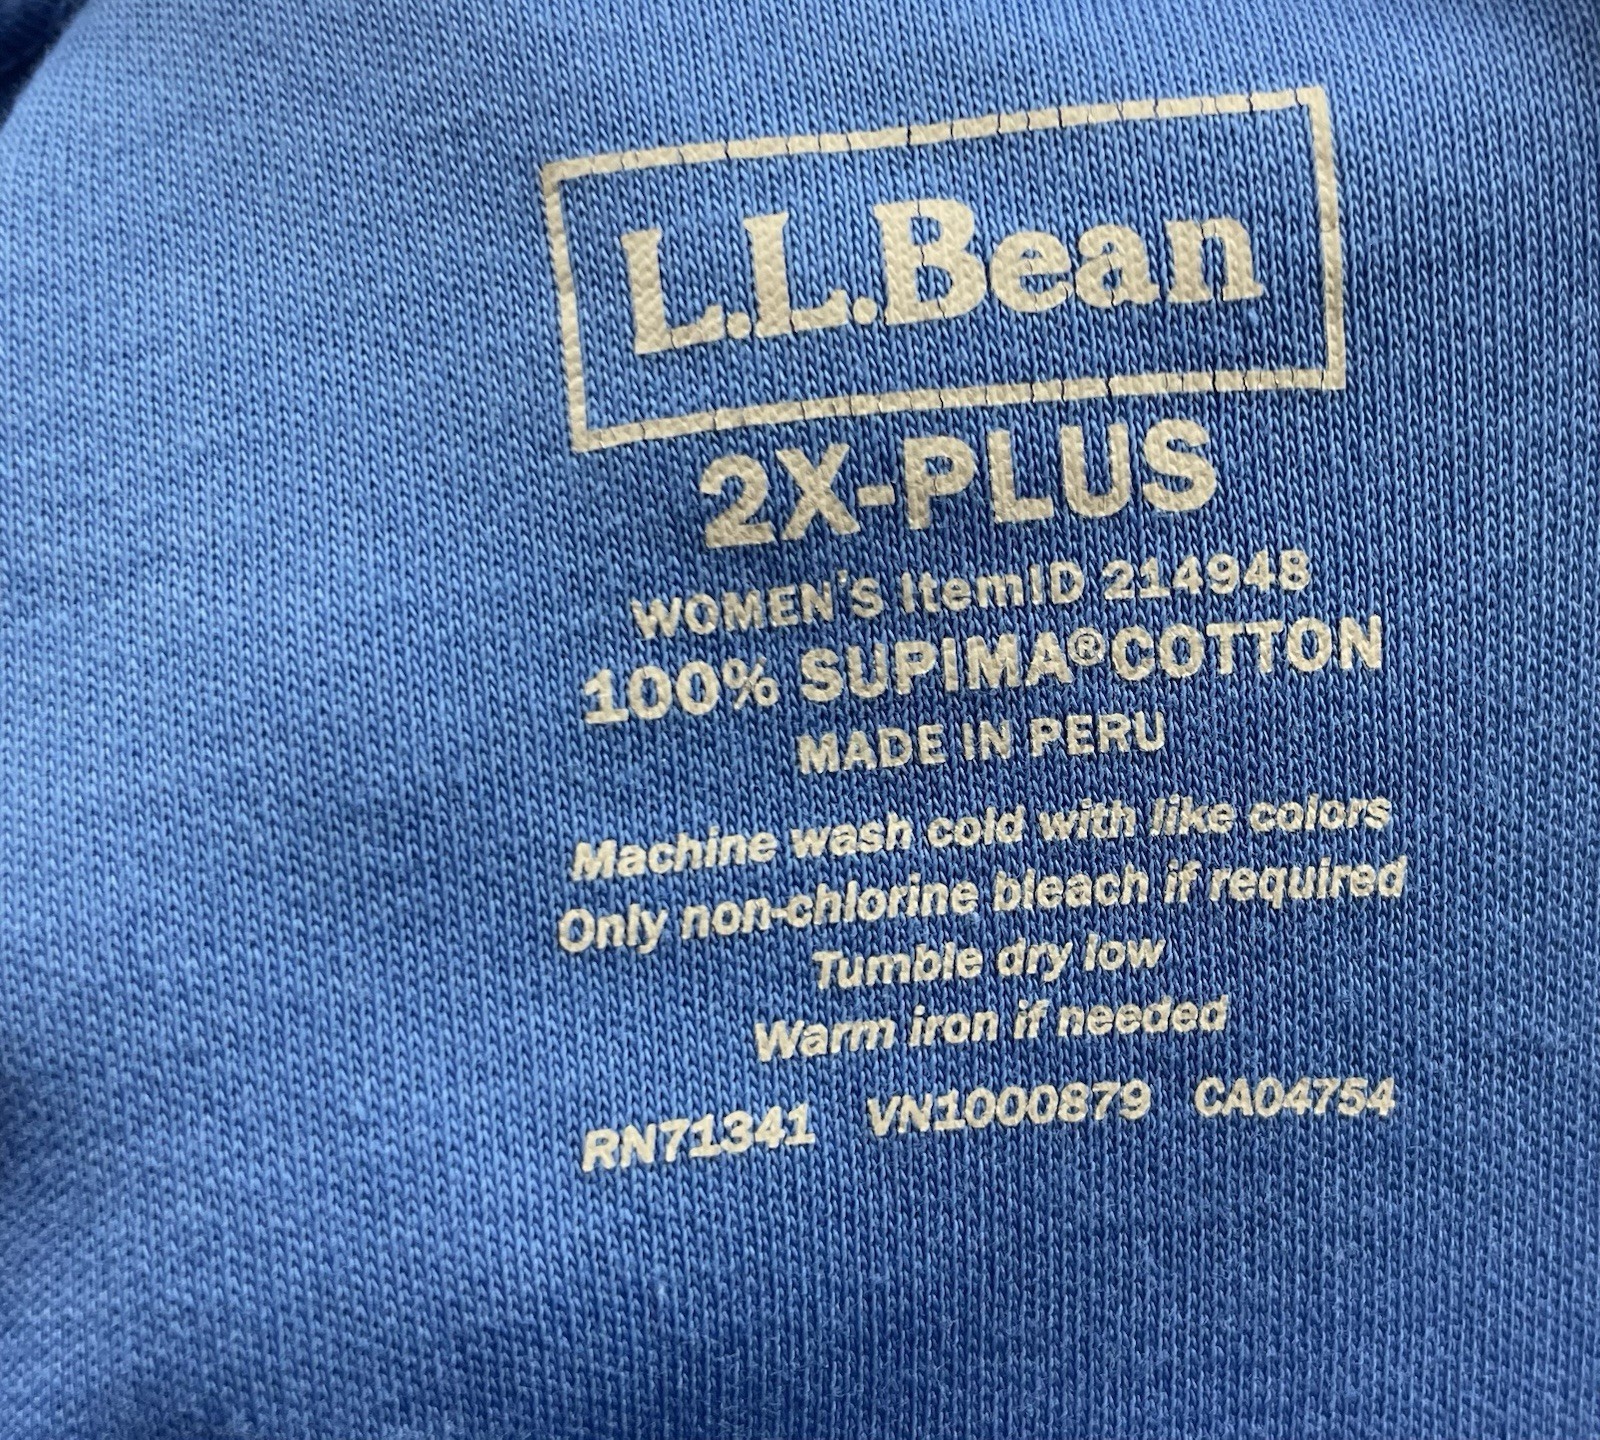 L.L.Bean
2X-PLUS
WOMEN'S ItemID 214948
100% SUPIMA® COTTON
MADE IN PERU
Machine wash cold with like colors
Only non-chlorine bleach if required
Tumble dry low
Warm iron if needed
RN71341 VN1000879 CA04754